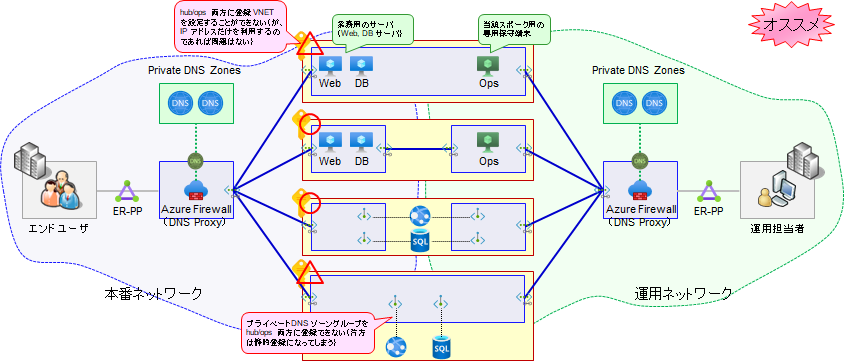 hub/ops 両方に登録 VNET
を設定することができない（が、
IP アドレスだけを利用するの
であれば問題はない）
業務用のサーバ
（Web, DB サーバ）
当該スポーク用の
専用保守端末
オススメ
Private DNS Zones
DNS
DNS
DNS
エンドユーザ
ER-PP
Azure Firewall
（DNS Proxy）
本番ネットワーク
Web
DB
Ops
Web
DB
Ops
SQL
SQL
プライベートDNS ゾーングループを
hub/ops 両方に登録できない（片方
は静的登録になってしまう）
Private DNS Zones
DNS
DNS
DNS
Azure Firewall
（DNS Proxy）
ER-PP
運用担当者
運用ネットワーク